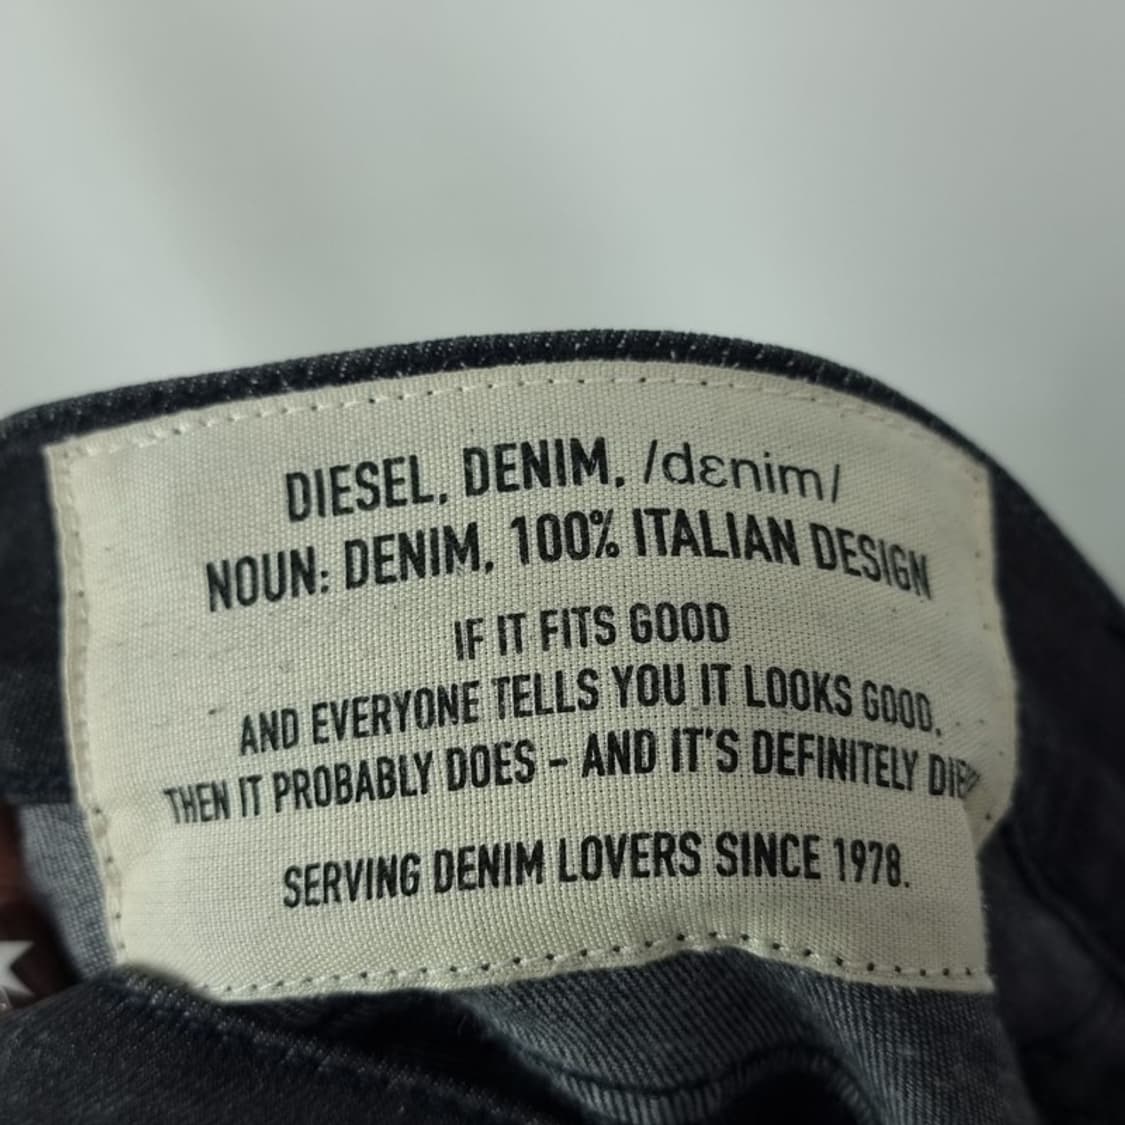 DIESEL, DENIM, /dɛnim/
NOUN: DENIM, 100% ITALIAN DESIGN
IF IT FITS GOOD
AND EVERYONE TELLS YOU IT LOOKS GOOD,
THEN IT PROBABLY DOES – AND IT'S DEFINITELY
SERVING DENIM LOVERS SINCE 1978.